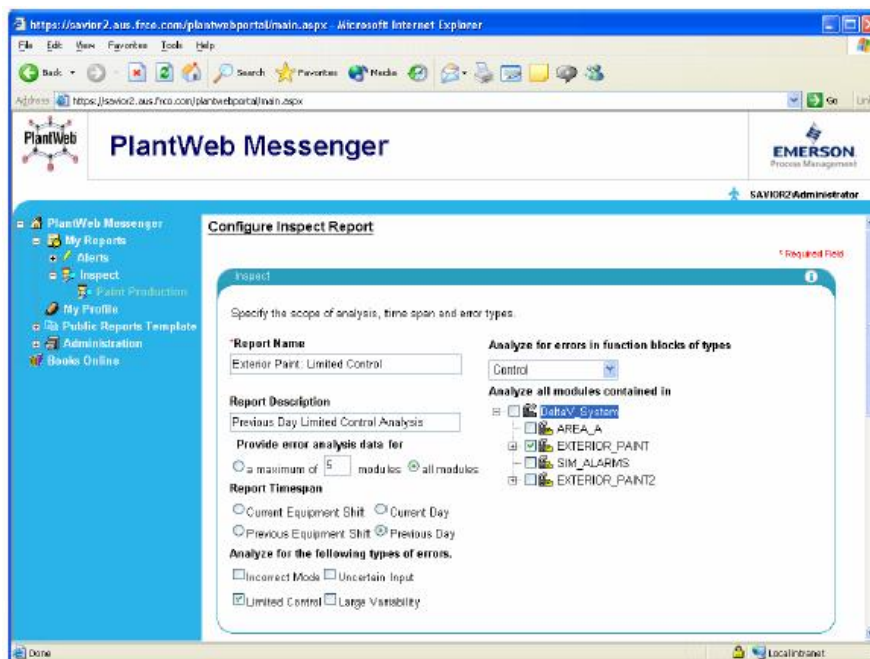 https://savior2.aus.frco.com/plantwebportal/main.aspx - Microsoft Internet Explorer
File Edit View Favorites Tools Help
Back Search Favorites Media
Address https://savior2.aus.frco.com/plantwebportal/main.aspx Go
PlantWeb
PlantWeb Messenger
EMERSON
Process Management
SAVIOR2\Administrator
PlantWeb Messenger
My Reports
Alerts
Inspect
Paint Production
My Profile
Public Reports Template
Administration
Books Online
Configure Inspect Report
* Required Field
Inspect
Specify the scope of analysis, time span and error types.
*Report Name
Exterior Paint: Limited Control
Report Description
Previous Day Limited Control Analysis
Provide error analysis data for
a maximum of 5 modules all modules
Report Timespan
Current Equipment Shift Current Day
Previous Equipment Shift Previous Day
Analyze for the following types of errors.
Incorrect Mode Uncertain Input
Limited Control Large Variability
Analyze for errors in function blocks of types
Control
Analyze all modules contained in
DeltaV_System
AREA_A
EXTERIOR_PAINT
SIM_ALARMS
EXTERIOR_PAINT2
Done
Local intranet